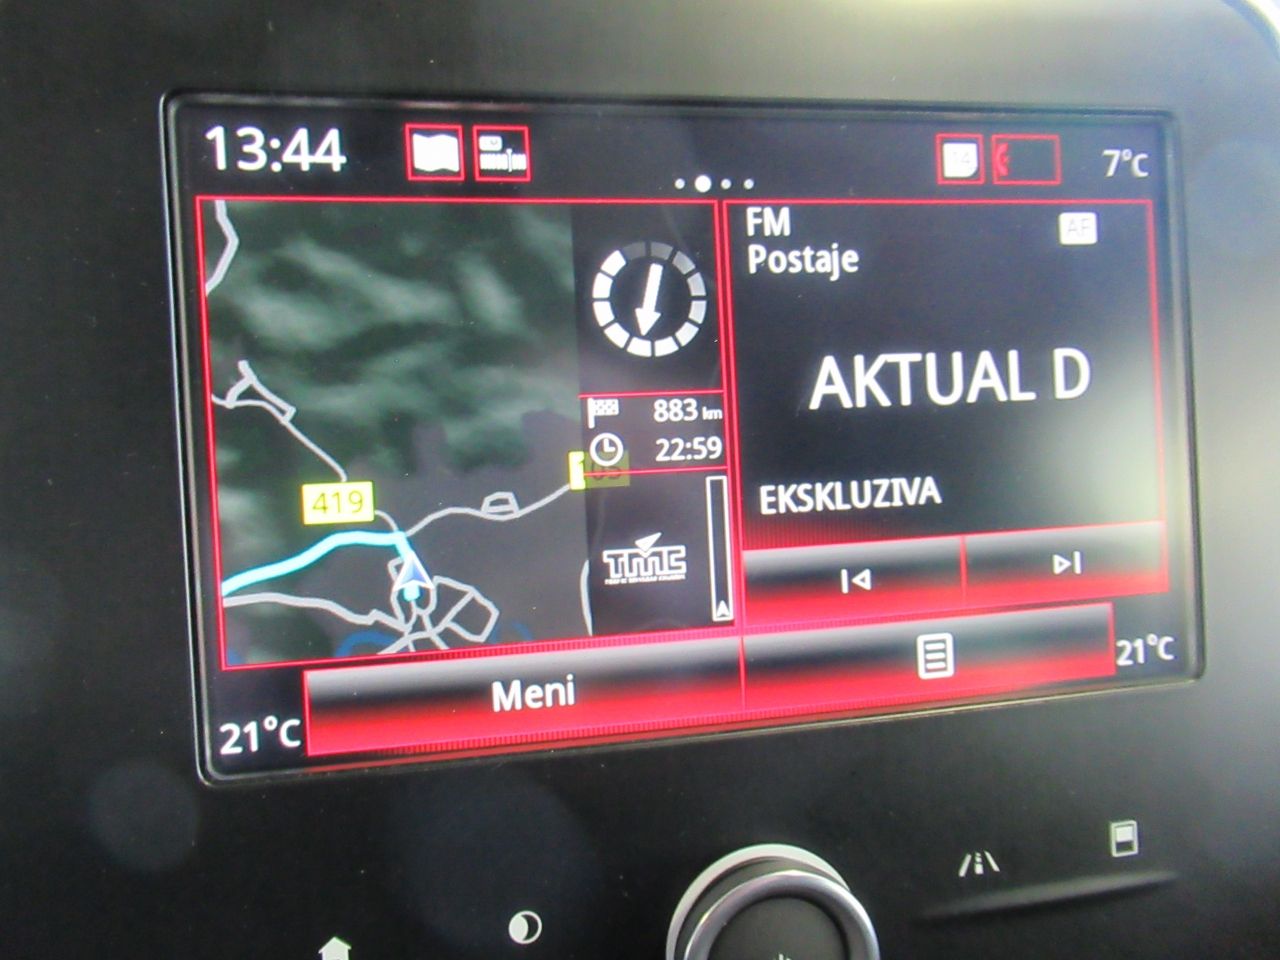 13:44
7°C
FM
AF
Postaje
AKTUAL D
883 km
22:59
419
EKSKLUZIVA
TMC
Meni
21°C
21°C